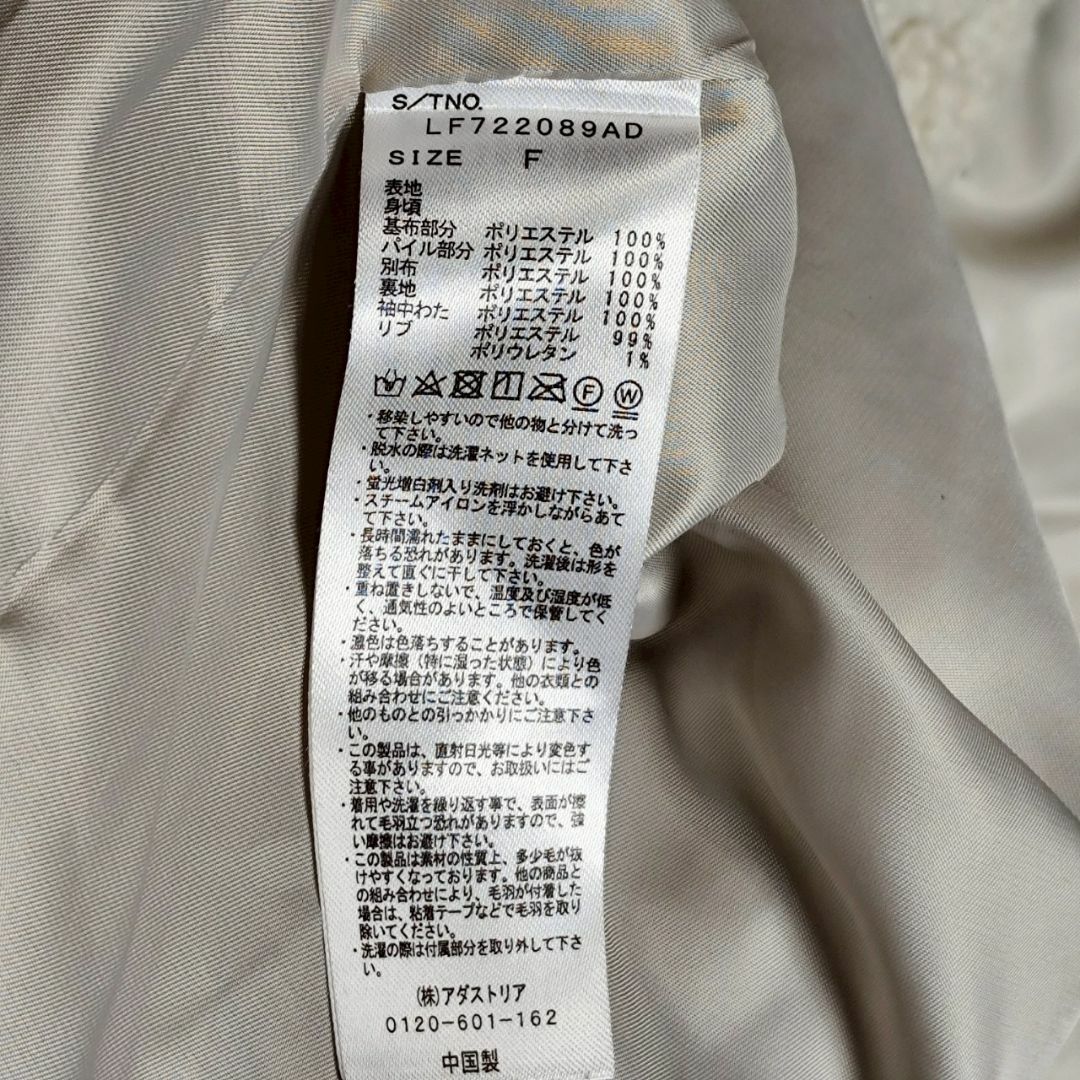 S/TNO.
LF722089AD
SIZE F
表地
身頃
基布部分 ポリエステル 100%
パイル部分 ポリエステル 100%
別布 ポリエステル 100%
裏地 ポリエステル 100%
袖中わた ポリエステル 100%
リブ ポリエステル 99%
ポリウレタン 1%
F W
・移染しやすいので他の物と分けて洗っ
て下さい。
・脱水の際は洗濯ネットを使用して下さ
い。
・蛍光増白剤入り洗剤はお避け下さい。
・スチームアイロンを浮かしながらあて
て下さい。
・長時間濡れたままにしておくと、色が
落ちる恐れがあります。洗濯後は形を
整えて直ぐに干して下さい。
・重ね置きしないで、温度及び湿度が低
く、通気性のよいところで保管してく
ださい。
・濃色は色落ちすることがあります。
・汗や摩擦（特に湿った状態）により色
が移る場合があります。他の衣類との
組み合わせにご注意ください。
・他のものとの引っかかりにご注意下さ
い。
・この製品は、直射日光等により変色す
る事がありますので、お取扱いにはご
注意下さい。
・着用や洗濯を繰り返す事で、表面が擦
れて毛羽立つ恐れがありますので、強
い摩擦はお避け下さい。
・この製品は素材の性質上、多少毛が抜
けやすくなっております。他の商品と
の組み合わせにより、毛羽が付着した
場合は、粘着テープなどで毛羽を取り
除いてください。
・洗濯の際は付属部分を取り外して下さ
い。
(株)アダストリア
0120-601-162
中国製